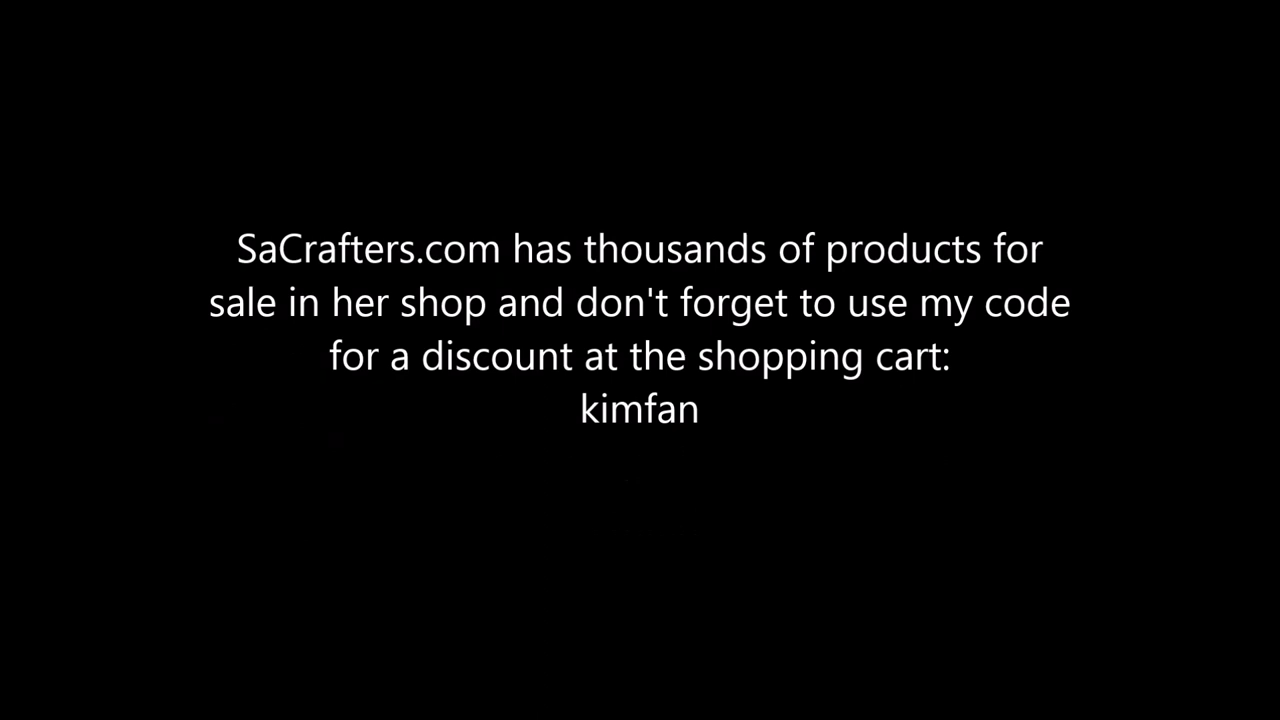 SaCrafters.com has thousands of products for
sale in her shop and don't forget to use my code
for a discount at the shopping cart:
kimfan